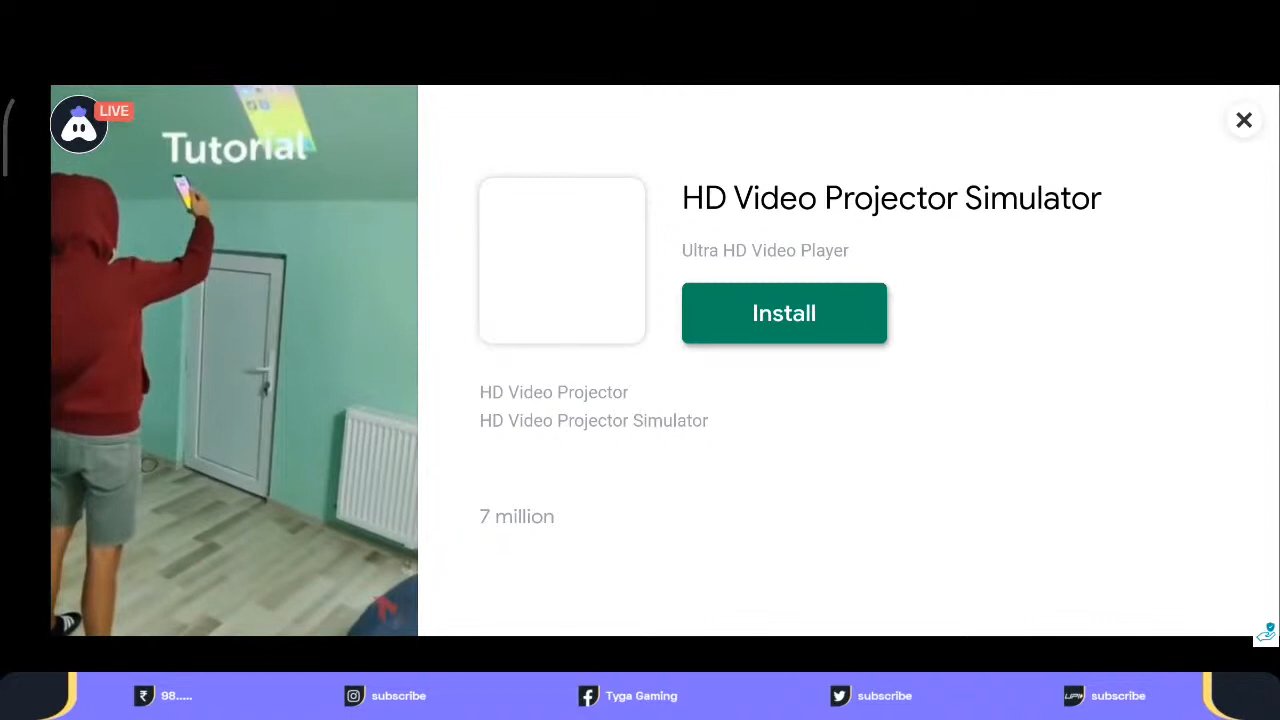 LIVE
Tutorial
HD Video Projector Simulator
Ultra HD Video Player
Install
HD Video Projector
HD Video Projector Simulator
7 million
₹ 98.....
subscribe
Tyga Gaming
subscribe
UPI
subscribe